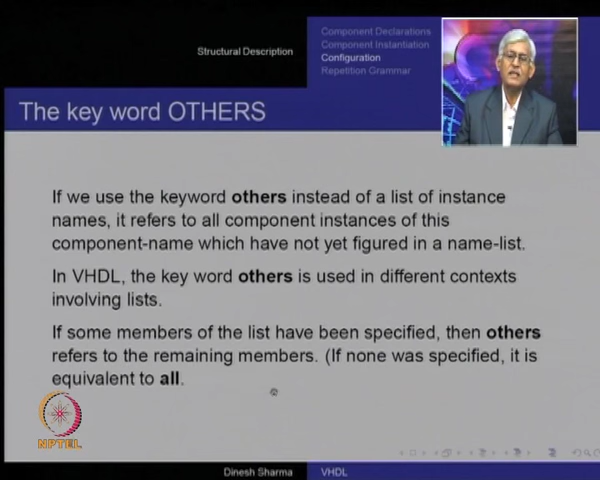 Structural Description
Component Declarations
Component Instantiation
Configuration
Repetition Grammar
The key word OTHERS
If we use the keyword others instead of a list of instance
names, it refers to all component instances of this
component-name which have not yet figured in a name-list.
In VHDL, the key word others is used in different contexts
involving lists.
If some members of the list have been specified, then others
refers to the remaining members. (If none was specified, it is
equivalent to all.
NPTEL
Dinesh Sharma
VHDL